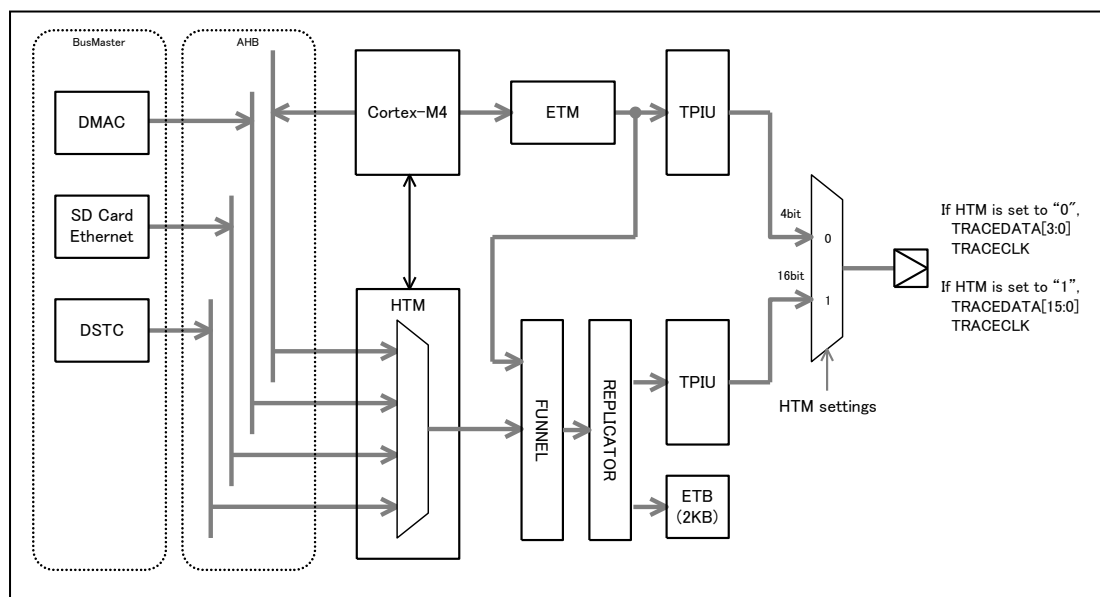 BusMaster
AHB
DMAC
SD Card
Ethernet
DSTC
Cortex-M4
ETM
TPIU
HTM
FUNNEL
REPLICATOR
TPIU
ETB
(2KB)
4bit
0
16bit
1
HTM settings
If HTM is set to “0”,
TRACEDATA[3:0]
TRACECLK
If HTM is set to “1”,
TRACEDATA[15:0]
TRACECLK